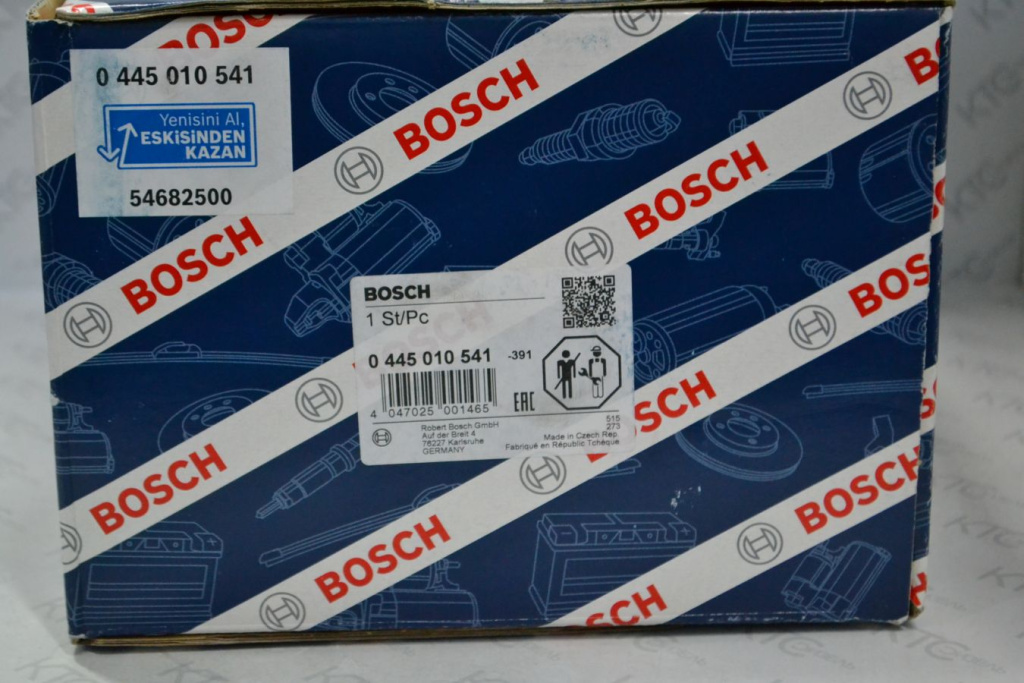 BOSCH
0 445 010 541
Yenisini Al,
ESKİSİNDEN
KAZAN
54682500
BOSCH
BOSCH
BOSCH
BOSCH
BOSCH
1 St/Pc
0 445 010 541 -391
4 047025 001465
EAC
Robert Bosch GmbH
Auf der Breit 4
76227 Karlsruhe
GERMANY
515
273
Made in Czech Rep.
Fabriqué en République Tchèque
BOSCH
BOSCH
BOSCH
BOSCH